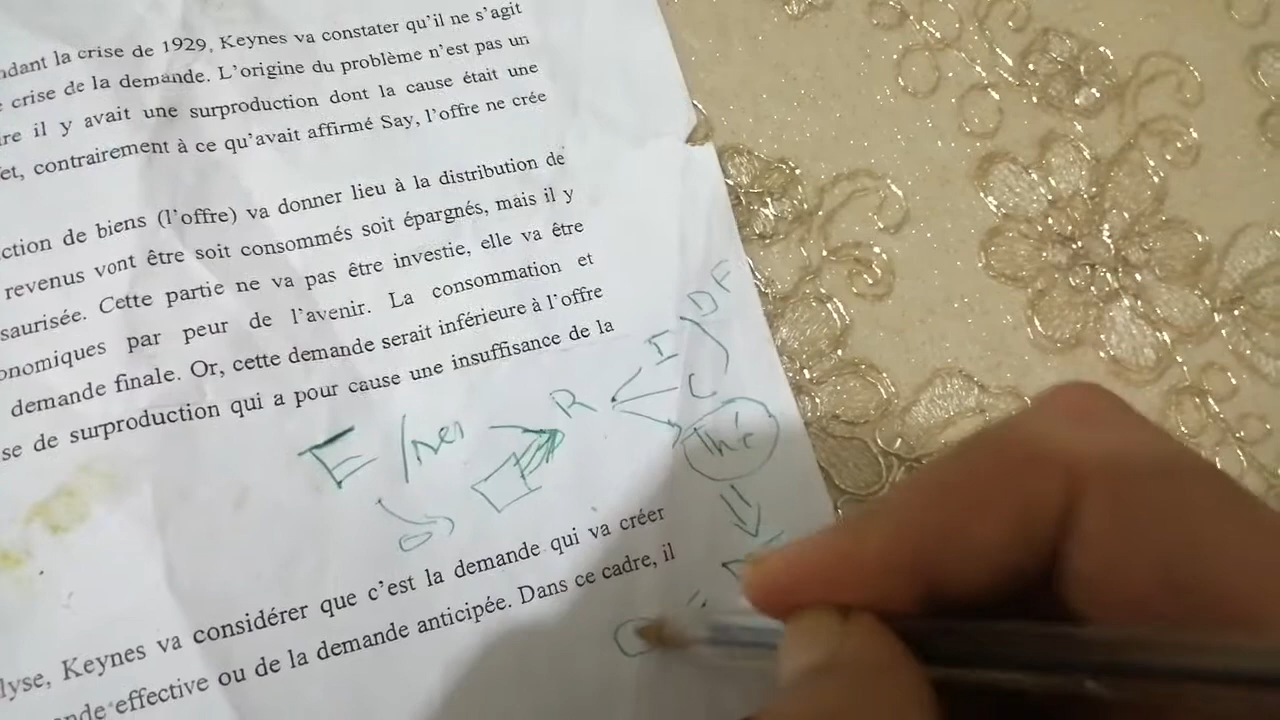 ndant la crise de 1929, Keynes va constater qu'il ne s'agit
crise de la demande. L'origine du problème n'est pas un
re il y avait une surproduction dont la cause était une
et, contrairement à ce qu'avait affirmé Say, l'offre ne crée
ction de biens (l'offre) va donner lieu à la distribution de
revenus vont être soit consommés soit épargnés, mais il y
saurisée. Cette partie ne va pas être investie, elle va être
onomiques par peur de l'avenir. La consommation et
demande finale. Or, cette demande serait inférieure à l'offre
se de surproduction qui a pour cause une insuffisance de la
DF
I
C
R
E
Thé
lyse, Keynes va considérer que c'est la demande qui va créer
nde effective ou de la demande anticipée. Dans ce cadre, il